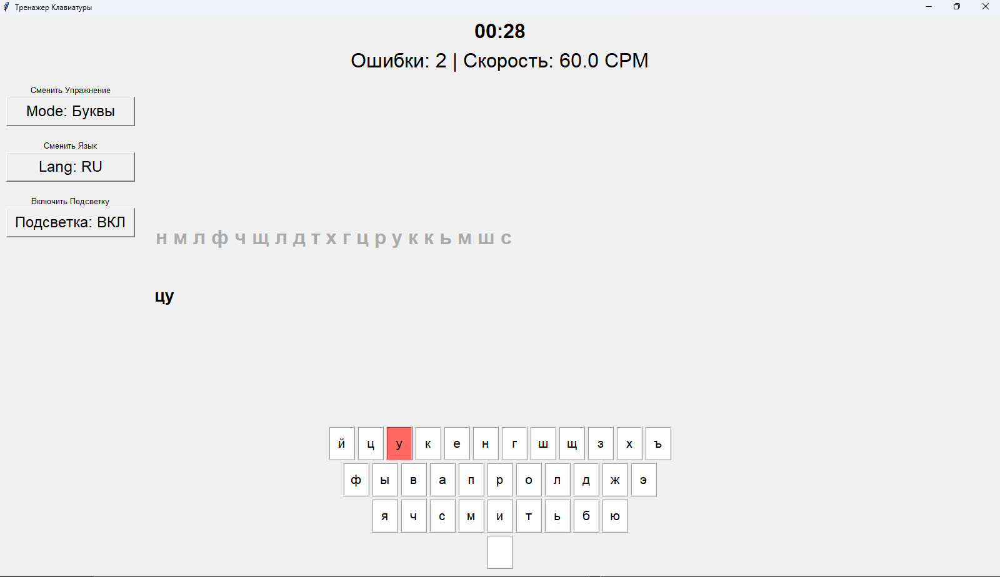 Тренажер Клавиатуры
00:28
Ошибки: 2 | Скорость: 60.0 CPM
Сменить Упражнение
Mode: Буквы
Сменить Язык
Lang: RU
Включить Подсветку
Подсветка: ВКЛ
н м л ф ч щ л д т х г ц р у к к ь м ш с
цу
й ц у к е н г ш щ з х ъ
ф ы в а п р о л д ж э
я ч с м и т ь б ю